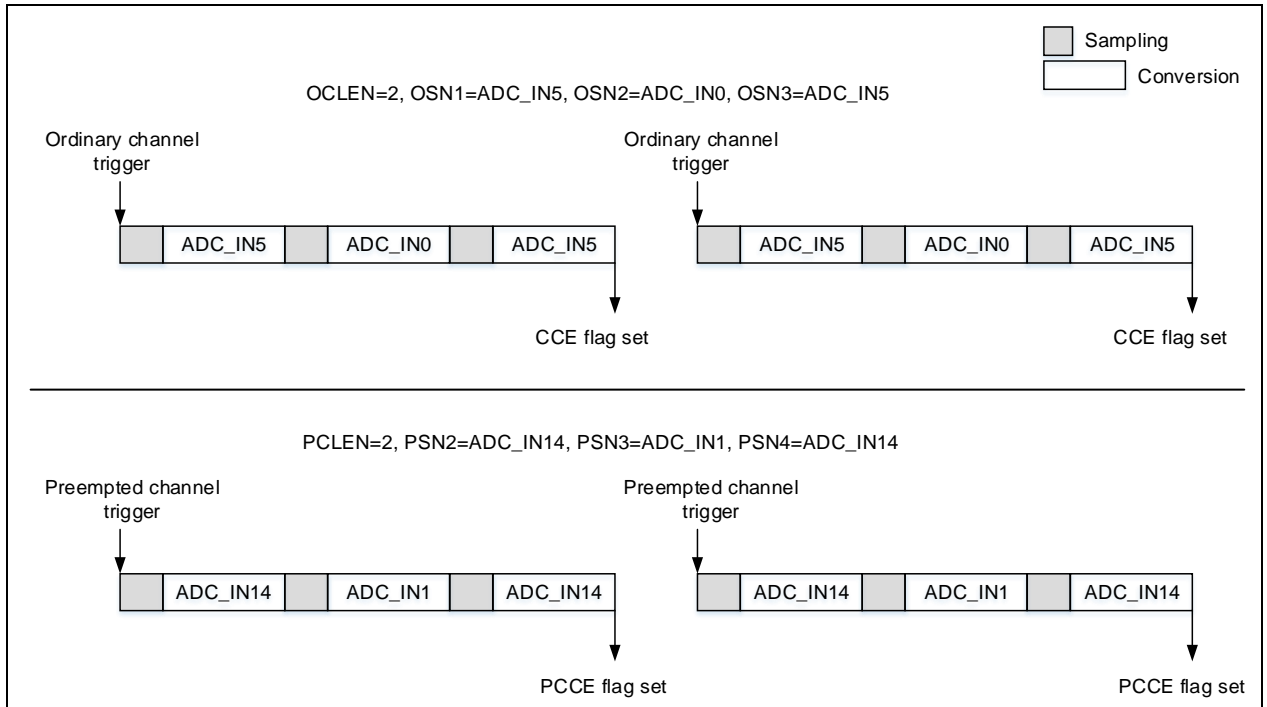 Sampling
Conversion
OCLEN=2, OSN1=ADC_IN5, OSN2=ADC_IN0, OSN3=ADC_IN5
Ordinary channel
trigger
Ordinary channel
trigger
ADC_IN5 ADC_IN0 ADC_IN5 ADC_IN5 ADC_IN0 ADC_IN5
CCE flag set CCE flag set
PCLEN=2, PSN2=ADC_IN14, PSN3=ADC_IN1, PSN4=ADC_IN14
Preempted channel
trigger
Preempted channel
trigger
ADC_IN14 ADC_IN1 ADC_IN14 ADC_IN14 ADC_IN1 ADC_IN14
PCCE flag set PCCE flag set